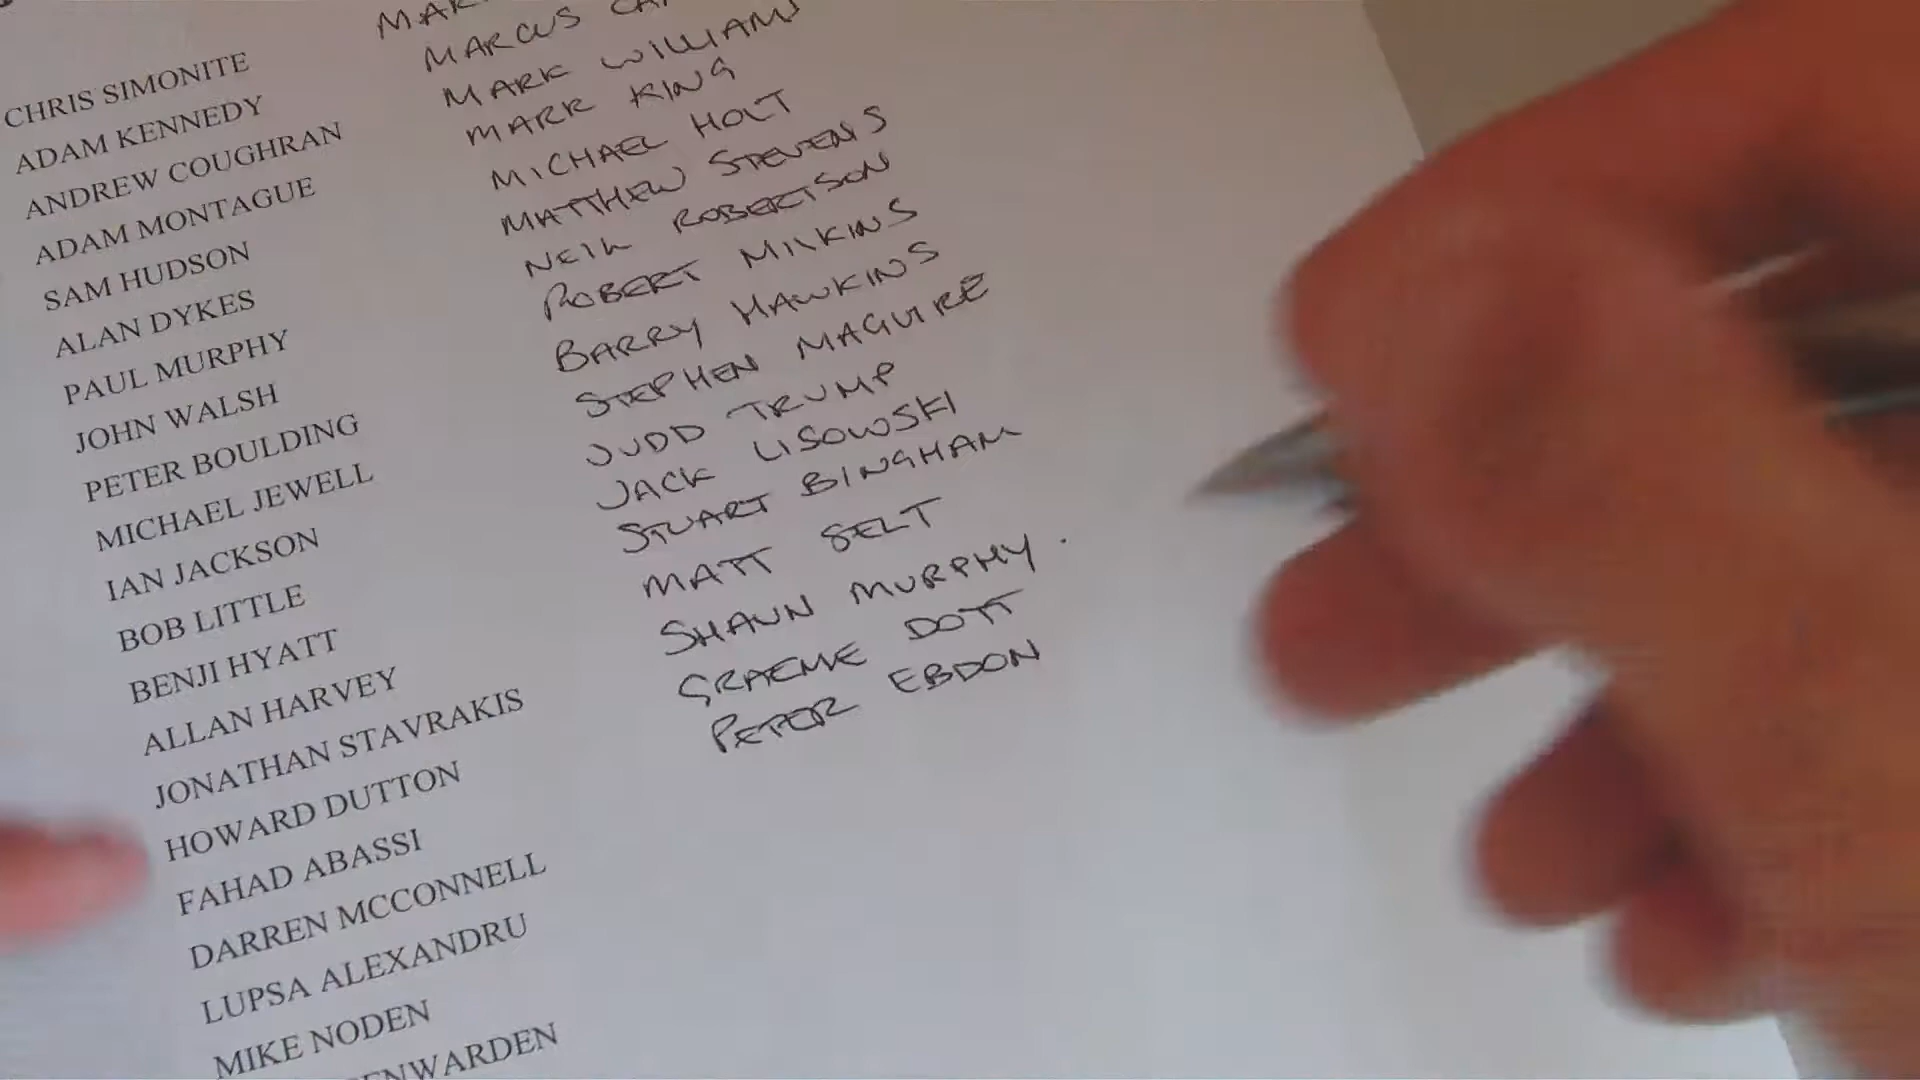 CHRIS SIMONITE
ADAM KENNEDY
ANDREW COUGHRAN
ADAM MONTAGUE
SAM HUDSON
ALAN DYKES
PAUL MURPHY
JOHN WALSH
PETER BOULDING
MICHAEL JEWELL
IAN JACKSON
BOB LITTLE
BENJI HYATT
ALLAN HARVEY
JONATHAN STAVRAKIS
HOWARD DUTTON
FAHAD ABASSI
DARREN MCCONNELL
LUPSA ALEXANDRU
MIKE NODEN
MARCUS
MARK WILLIAMS
MARK KING
MICHAEL HOLT
MATTHEW STEVENS
NEIL ROBERTSON
ROBERT MILKINS
BARRY HAWKINS
STEPHEN MAGUIRE
JUDD TRUMP
JACK LISOWSKI
STUART BINGHAM
MATT SELT
SHAUN MURPHY.
GRAEME DOTT
PETER EBDON